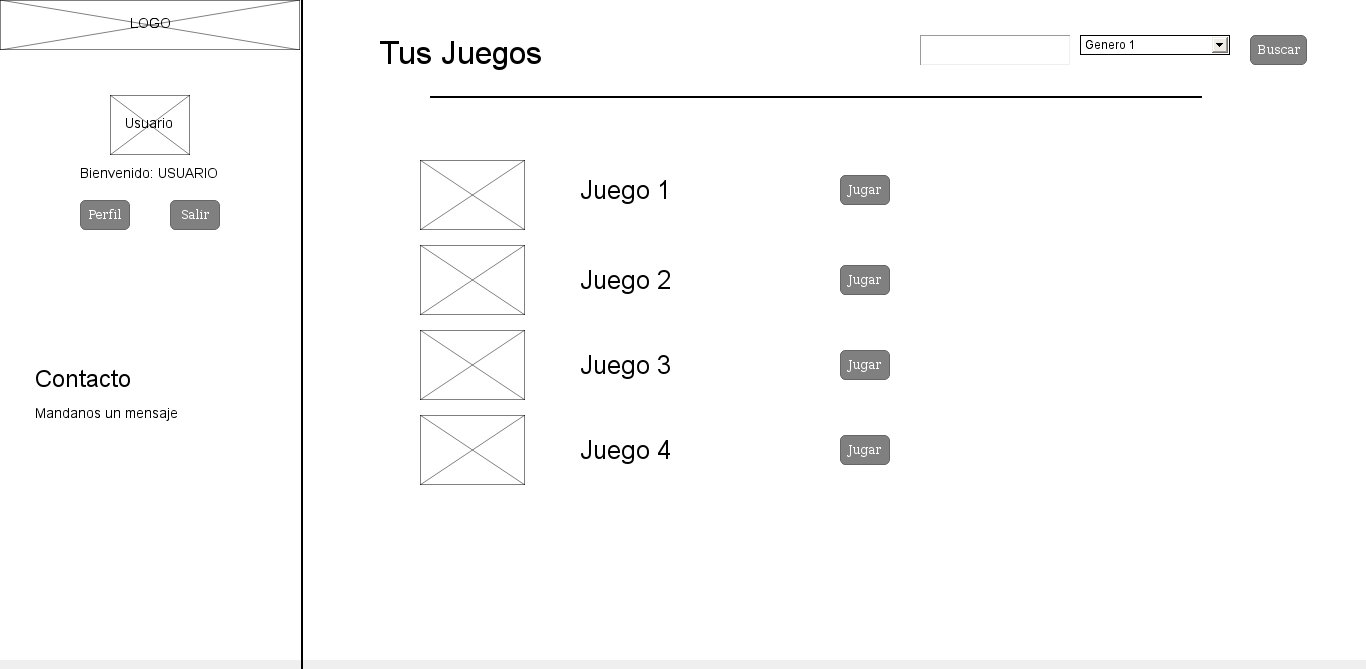 LOGO
Usuario
Bienvenido: USUARIO
Perfil
Salir
Contacto
Mandanos un mensaje
Tus Juegos
Genero 1
Buscar
Juego 1
Jugar
Juego 2
Jugar
Juego 3
Jugar
Juego 4
Jugar